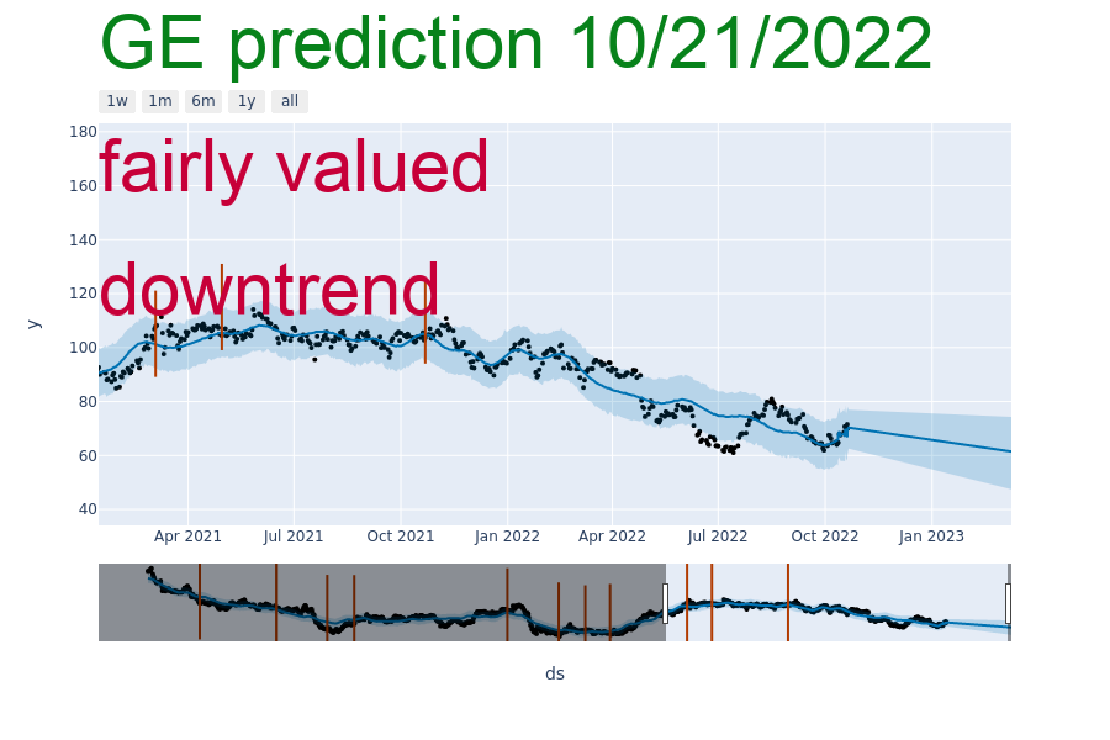 GE prediction 10/21/2022
1w 1m 6m 1y all
180
fairly valued
160
140
downtrend
120
100
80
60
40
y
Apr 2021 Jul 2021 Oct 2021 Jan 2022 Apr 2022 Jul 2022 Oct 2022 Jan 2023
ds